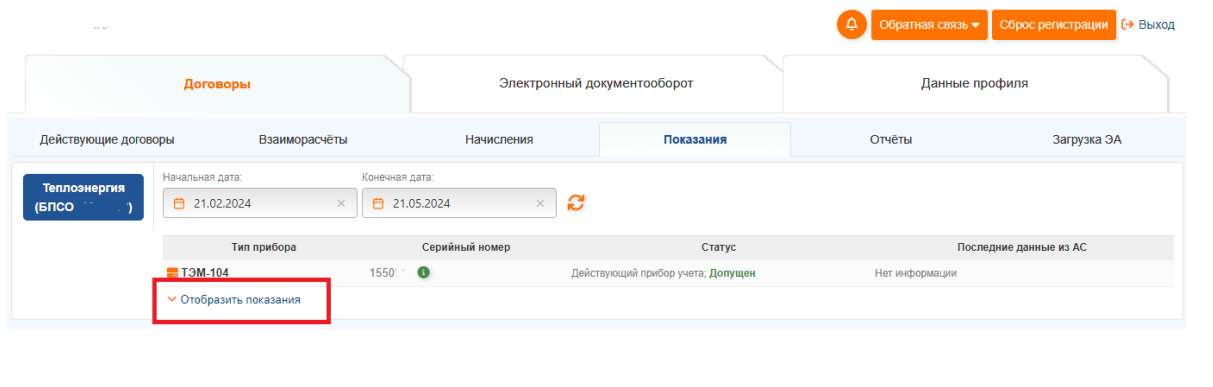 Обратная связь
Сброс регистрации
Выход
Договоры
Электронный документооборот
Данные профиля
Действующие договоры
Взаиморасчёты
Начисления
Показания
Отчёты
Загрузка ЭА
Теплоэнергия
(БПСО )
Начальная дата:
Конечная дата:
21.02.2024
21.05.2024
Тип прибора
Серийный номер
Статус
Последние данные из АС
ТЭМ-104
1550
Действующий прибор учета; Допущен
Нет информации
Отобразить показания